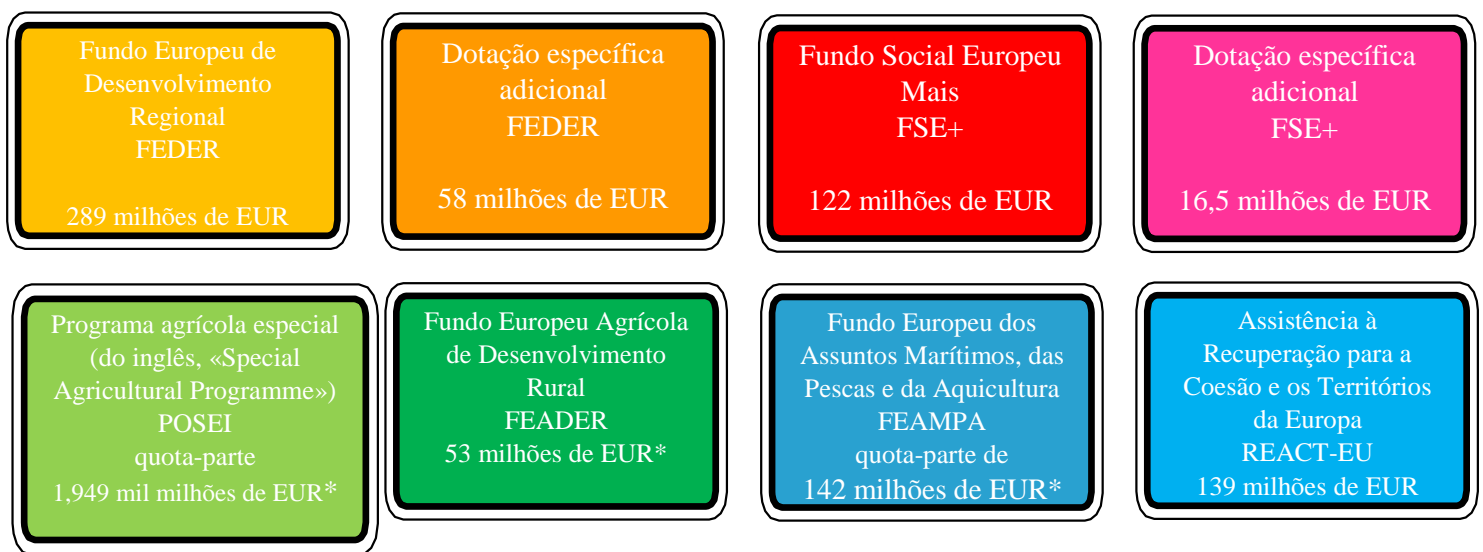 Fundo Europeu de
Desenvolvimento
Regional
FEDER
289 milhões de EUR
Dotação específica
adicional
FEDER
58 milhões de EUR
Fundo Social Europeu
Mais
FSE+
122 milhões de EUR
Dotação específica
adicional
FSE+
16,5 milhões de EUR
Programa agrícola especial
(do inglês, «Special
Agricultural Programme»)
POSEI
quota-parte
1,949 mil milhões de EUR*
Fundo Europeu Agrícola
de Desenvolvimento
Rural
FEADER
53 milhões de EUR*
Fundo Europeu dos
Assuntos Marítimos, das
Pescas e da Aquicultura
FEAMPA
quota-parte de
142 milhões de EUR*
Assistência à
Recuperação para a
Coesão e os Territórios
da Europa
REACT-EU
139 milhões de EUR